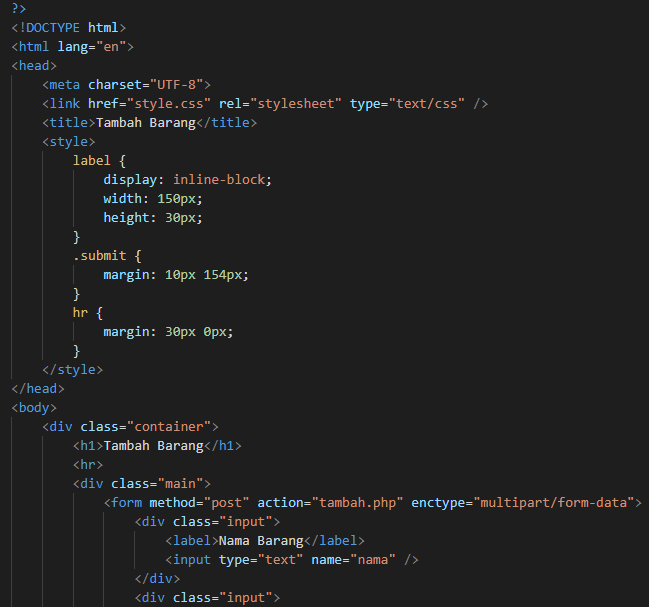 ?>
<!DOCTYPE html>
<html lang="en">
<head>
    <meta charset="UTF-8">
    <link href="style.css" rel="stylesheet" type="text/css" />
    <title>Tambah Barang</title>
    <style>
        label {
            display: inline-block;
            width: 150px;
            height: 30px;
        }
        .submit {
            margin: 10px 154px;
        }
        hr {
            margin: 30px 0px;
        }
    </style>
</head>
<body>
    <div class="container">
        <h1>Tambah Barang</h1>
        <hr>
        <div class="main">
            <form method="post" action="tambah.php" enctype="multipart/form-data">
                <div class="input">
                    <label>Nama Barang</label>
                    <input type="text" name="nama" />
                </div>
                <div class="input">